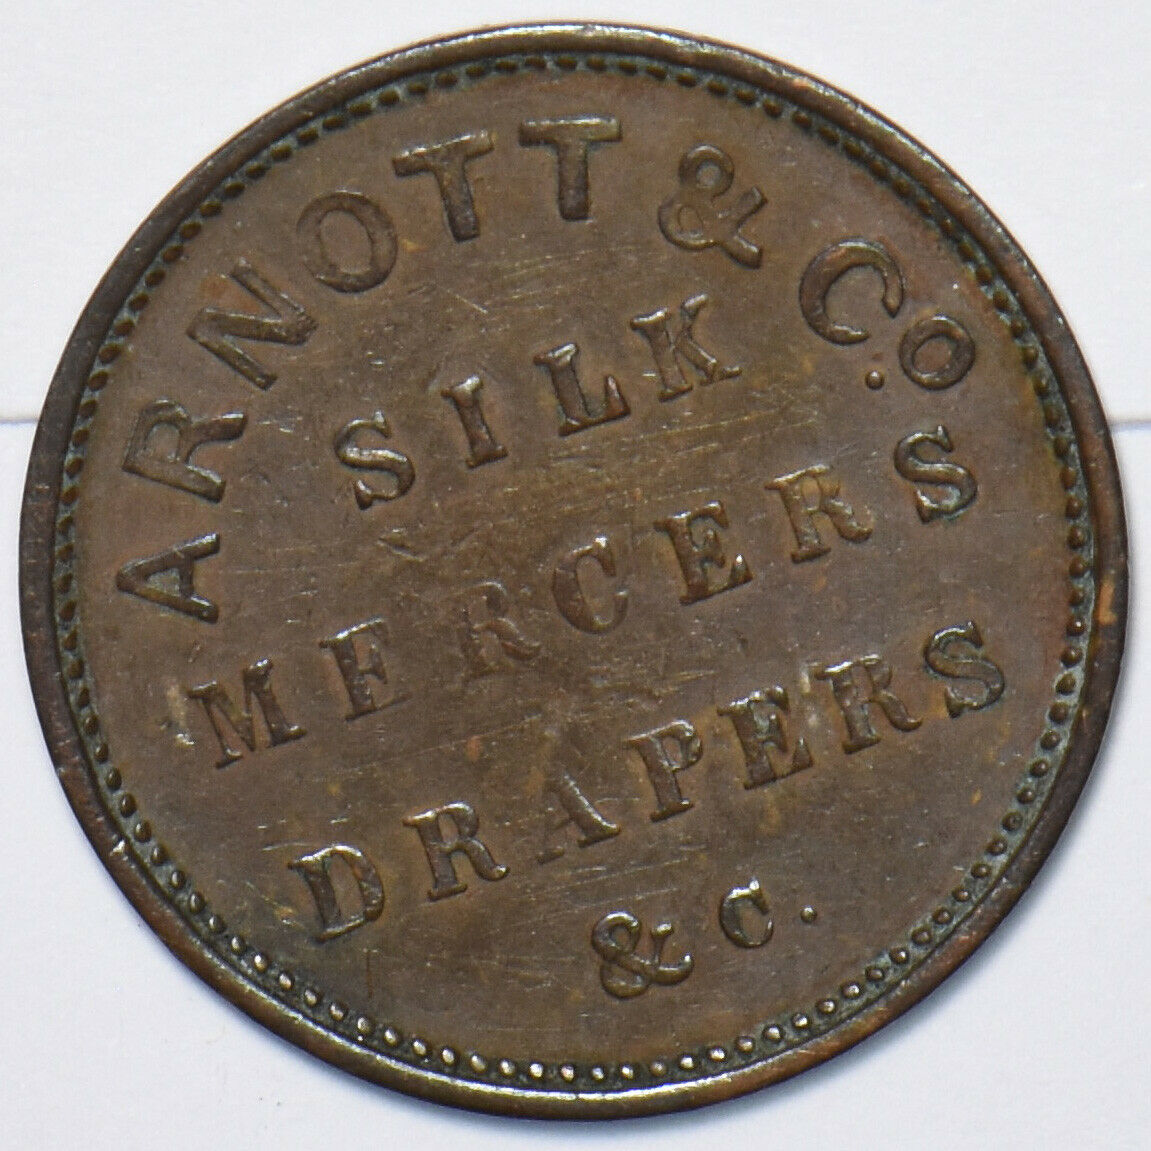 ARNOTT & Co.
SILK
MERCERS
DRAPERS
& C.